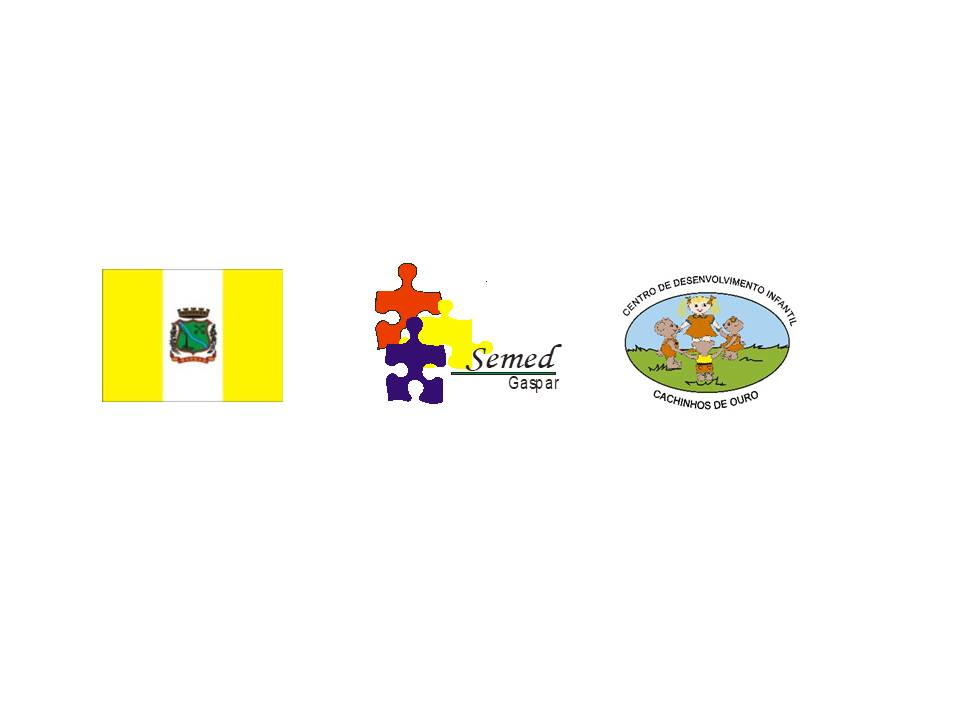 Semed
Gaspar
CENTRO DE DESENVOLVIMENTO INFANTIL
CACHINHOS DE OURO